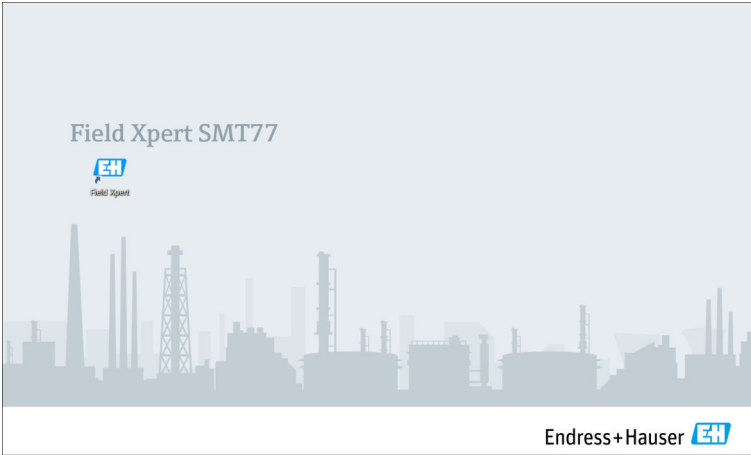 Field Xpert SMT77
EH
Field Xpert
Endress+Hauser EH